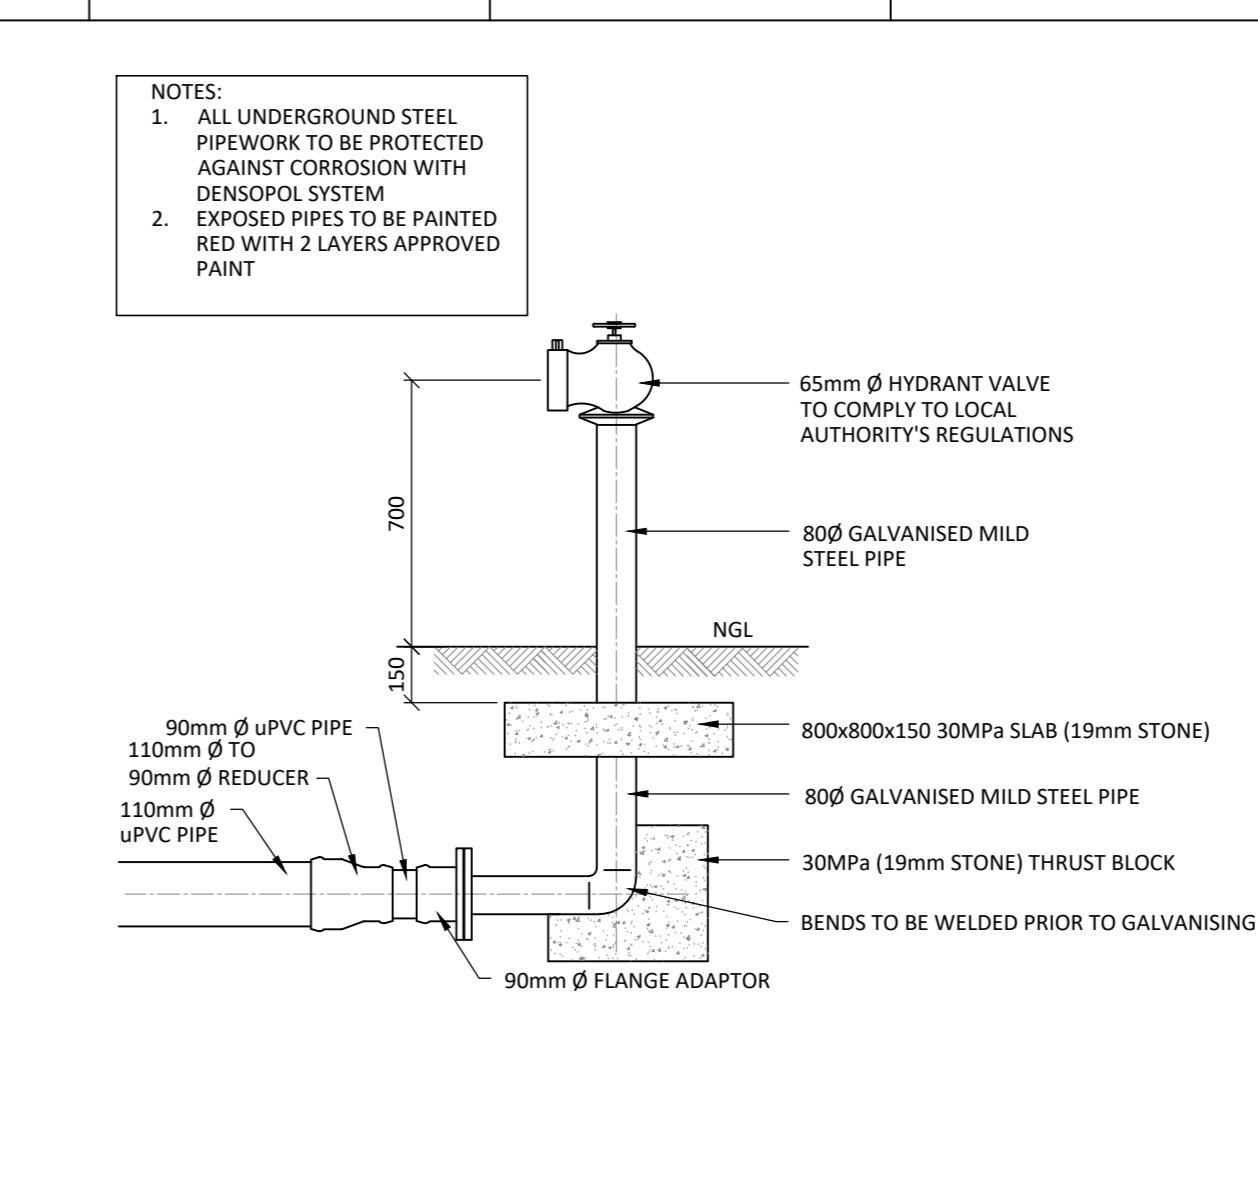 NOTES:
1. ALL UNDERGROUND STEEL
PIPEWORK TO BE PROTECTED
AGAINST CORROSION WITH
DENSOPOL SYSTEM
2. EXPOSED PIPES TO BE PAINTED
RED WITH 2 LAYERS APPROVED
PAINT
65mm Ø HYDRANT VALVE
TO COMPLY TO LOCAL
AUTHORITY'S REGULATIONS
700
80Ø GALVANISED MILD
STEEL PIPE
NGL
150
90mm Ø uPVC PIPE
800x800x150 30MPa SLAB (19mm STONE)
110mm Ø TO
90mm Ø REDUCER
80Ø GALVANISED MILD STEEL PIPE
110mm Ø
uPVC PIPE
30MPa (19mm STONE) THRUST BLOCK
BENDS TO BE WELDED PRIOR TO GALVANISING
90mm Ø FLANGE ADAPTOR